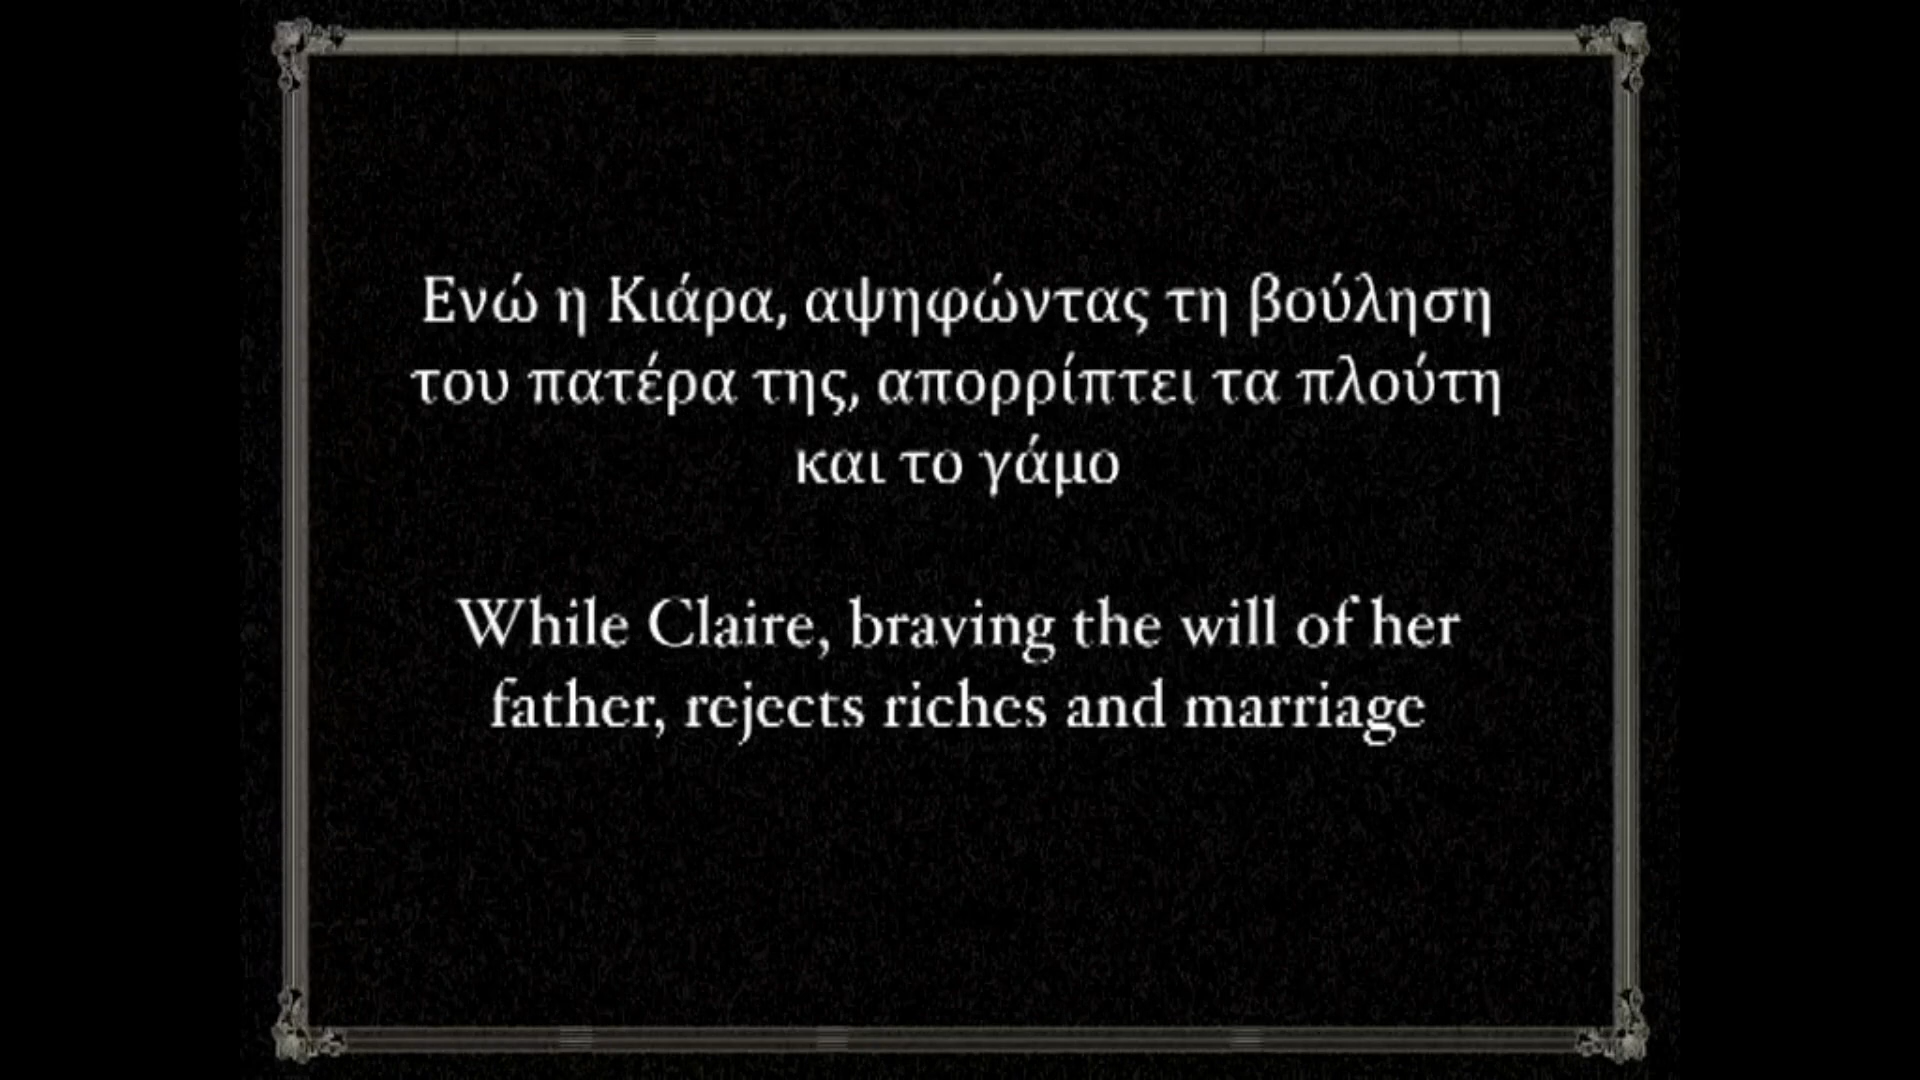 Ενώ η Κιάρα, αψηφώντας τη βούληση
του πατέρα της, απορρίπτει τα πλούτη
και το γάμο
While Claire, braving the will of her
father, rejects riches and marriage